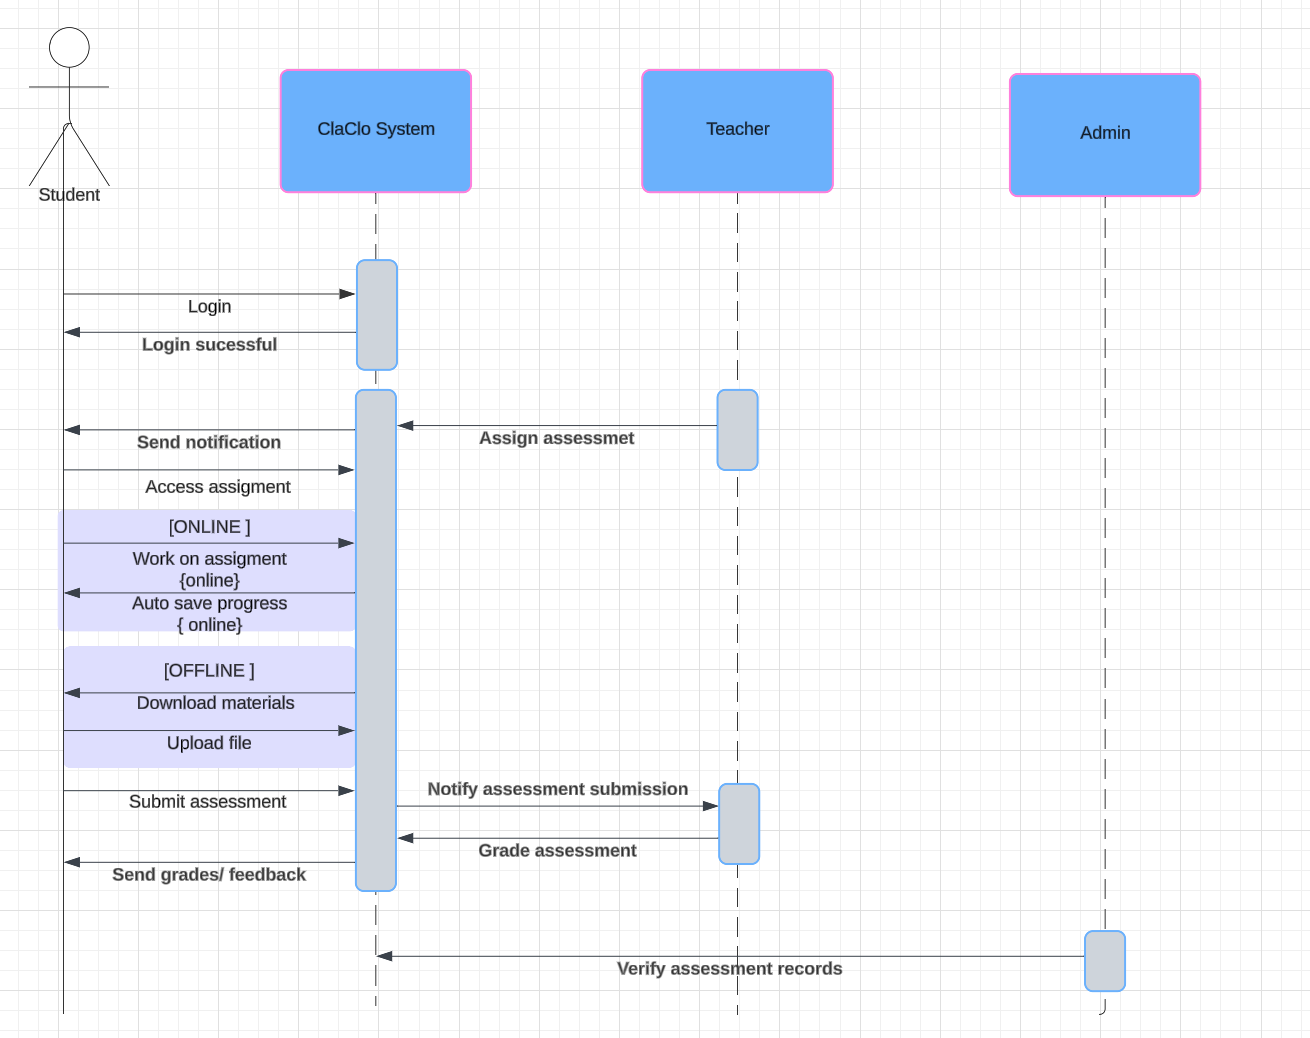 Student
ClaClo System
Teacher
Admin
Login
Login sucessful
Send notification
Assign assessmet
Access assigment
[ONLINE ]
Work on assigment
{online}
Auto save progress
{ online}
[OFFLINE ]
Download materials
Upload file
Submit assessment
Notify assessment submission
Grade assessment
Send grades/ feedback
Verify assessment records